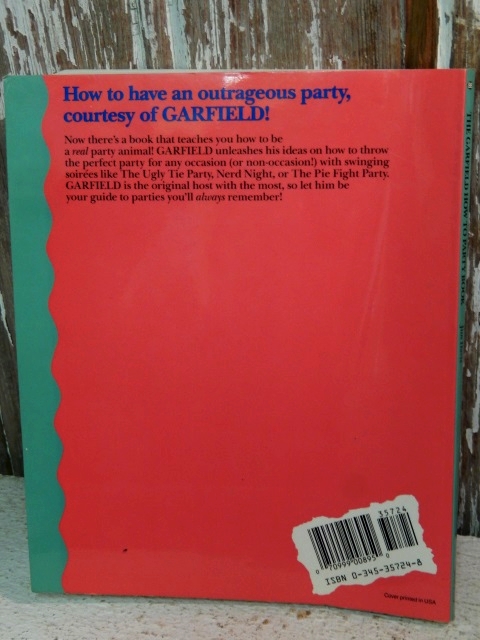 How to have an outrageous party,
courtesy of GARFIELD!
Now there's a book that teaches you how to be
a real party animal! GARFIELD unleashes his ideas on how to throw
the perfect party for any occasion (or non-occasion!) with swinging
soirées like The Ugly Tie Party, Nerd Night, or The Pie Fight Party.
GARFIELD is the original host with the most, so let him be
your guide to parties you'll always remember!
THE GARFIELD HOW TO PARTY BOOK
35724
0 70999 00895 0
ISBN 0-345-35724-8
Cover printed in USA